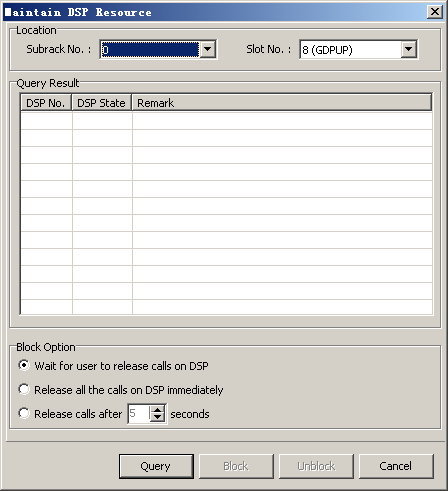 Maintain DSP Resource
Location
Subrack No. : 0 Slot No. : 8 (GDPUP)
Query Result
DSP No. DSP State Remark
Block Option
Wait for user to release calls on DSP
Release all the calls on DSP immediately
Release calls after 5 seconds
Query Block Unblock Cancel